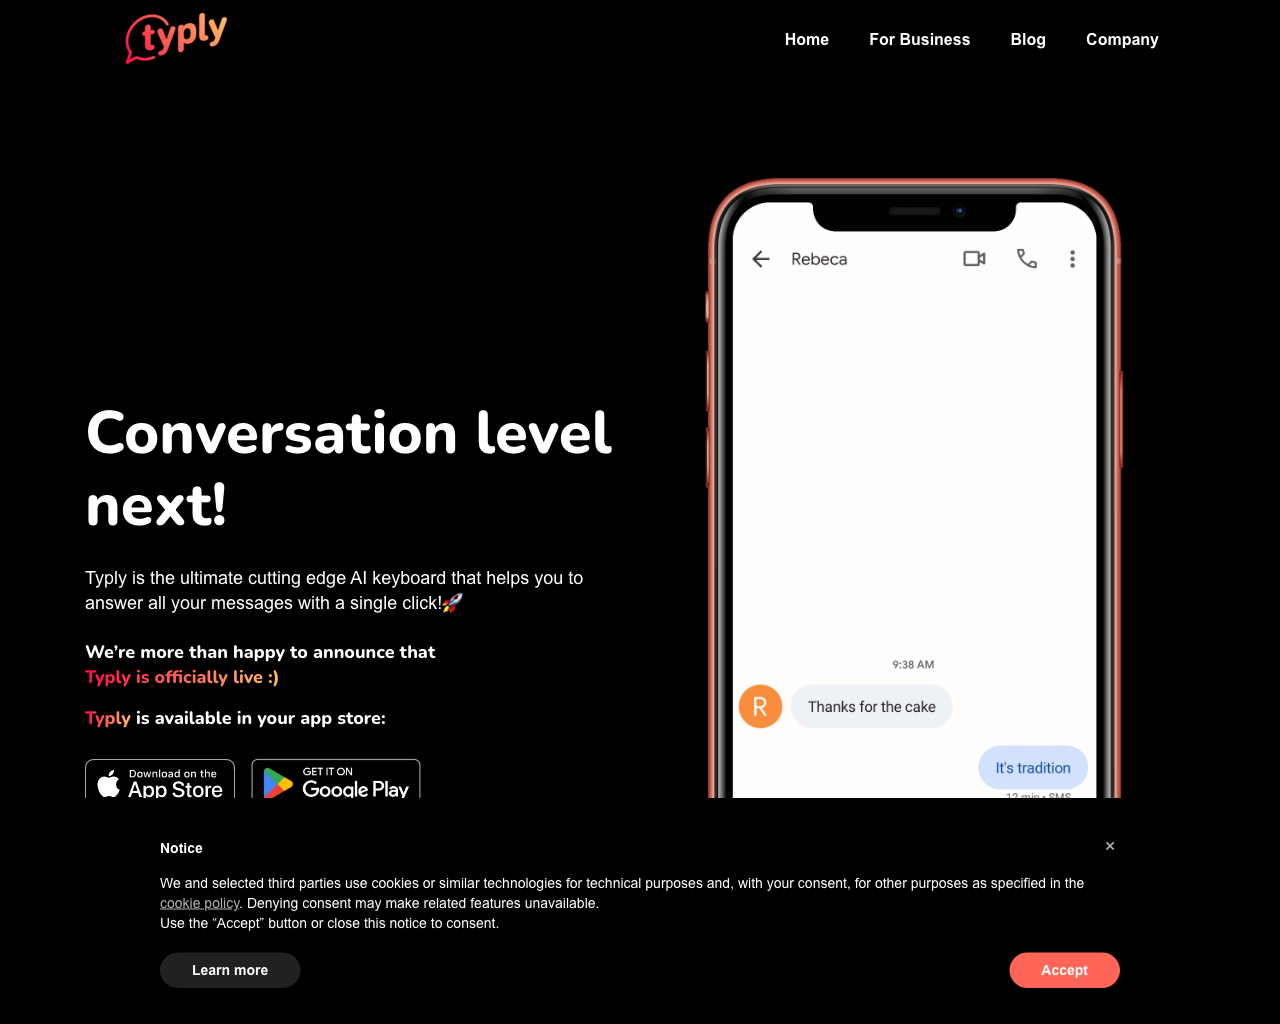 typly
Home
For Business
Blog
Company
Rebeca
Conversation level
next!
Typly is the ultimate cutting edge AI keyboard that helps you to
answer all your messages with a single click!🚀
We’re more than happy to announce that
Typly is officially live :)
Typly is available in your app store:
Download on the
App Store
GET IT ON
Google Play
9:38 AM
R
Thanks for the cake
It's tradition
12 min • SMS
Notice
×
We and selected third parties use cookies or similar technologies for technical purposes and, with your consent, for other purposes as specified in the
cookie policy. Denying consent may make related features unavailable.
Use the “Accept” button or close this notice to consent.
Learn more
Accept